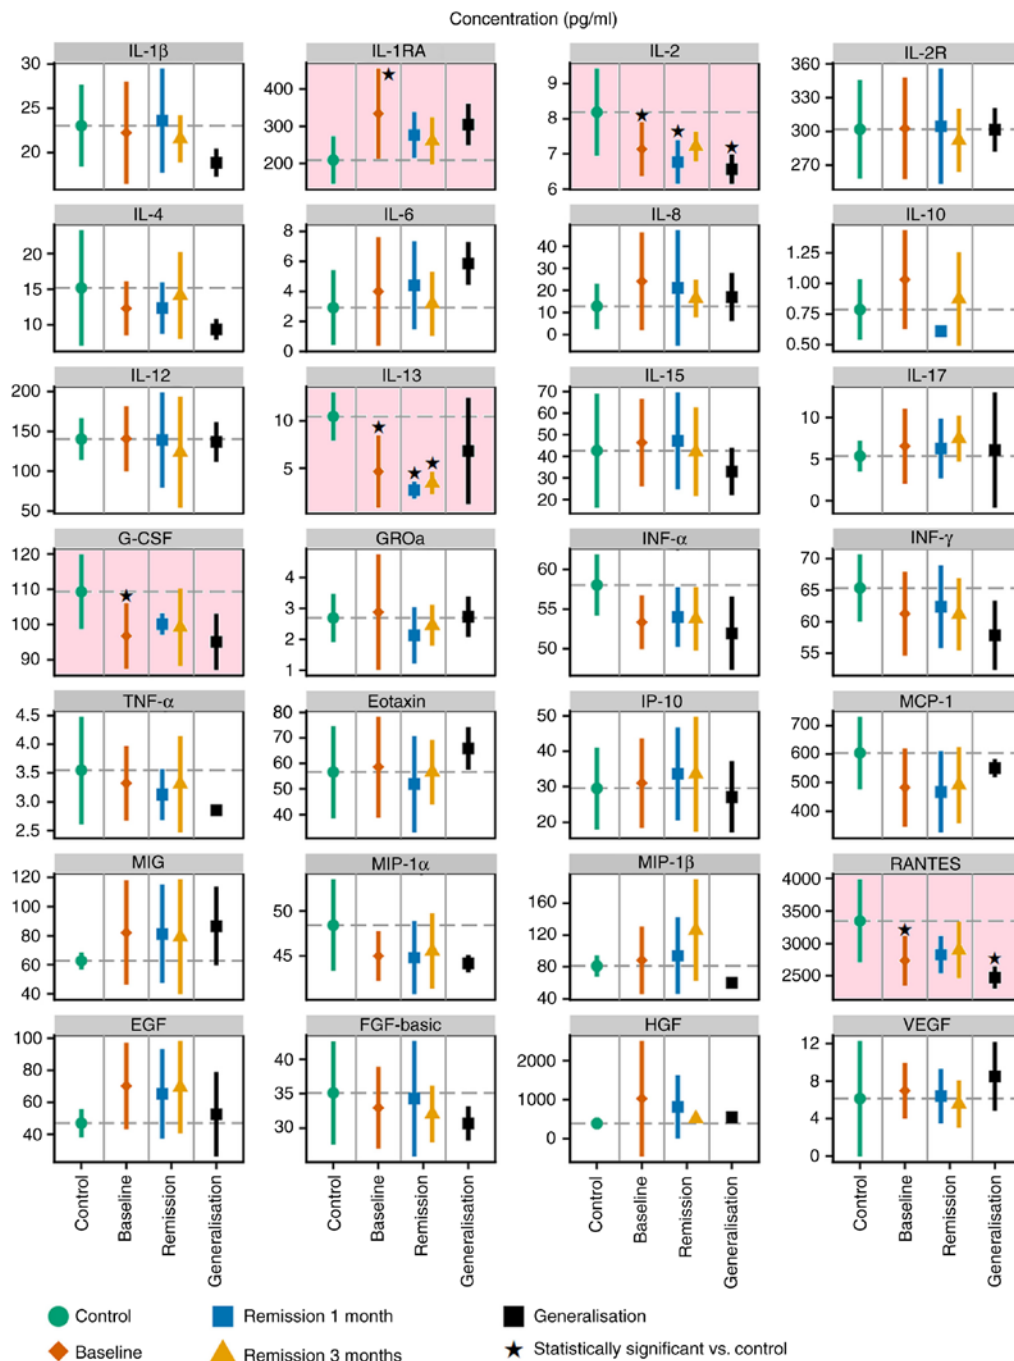 Concentration (pg/ml)
IL-1β IL-1RA IL-2 IL-2R
30 25 20
400 300 200
9 8 7 6
360 330 300 270
IL-4 IL-6 IL-8 IL-10
20 15 10
8 6 4 2 0
40 30 20 10 0
1.25 1.00 0.75 0.50
IL-12 IL-13 IL-15 IL-17
200 150 100 50
10 5
70 60 50 40 30 20
10 5 0
G-CSF GROa INF-α INF-γ
120 110 100 90
4 3 2 1
60 55 50
70 65 60 55
TNF-α Eotaxin IP-10 MCP-1
4.5 4.0 3.5 3.0 2.5
80 70 60 50 40
50 40 30 20
700 600 500 400
MIG MIP-1α MIP-1β RANTES
120 100 80 60 40
50 45
160 120 80 40
4000 3500 3000 2500
EGF FGF-basic HGF VEGF
100 80 60 40
40 35 30
2000 1000 0
12 8 4 0
Control Baseline Remission Generalisation
Control Baseline Remission Generalisation
Control Baseline Remission Generalisation
Control Baseline Remission Generalisation
Control Remission 1 month Generalisation
Baseline Remission 3 months Statistically significant vs. control